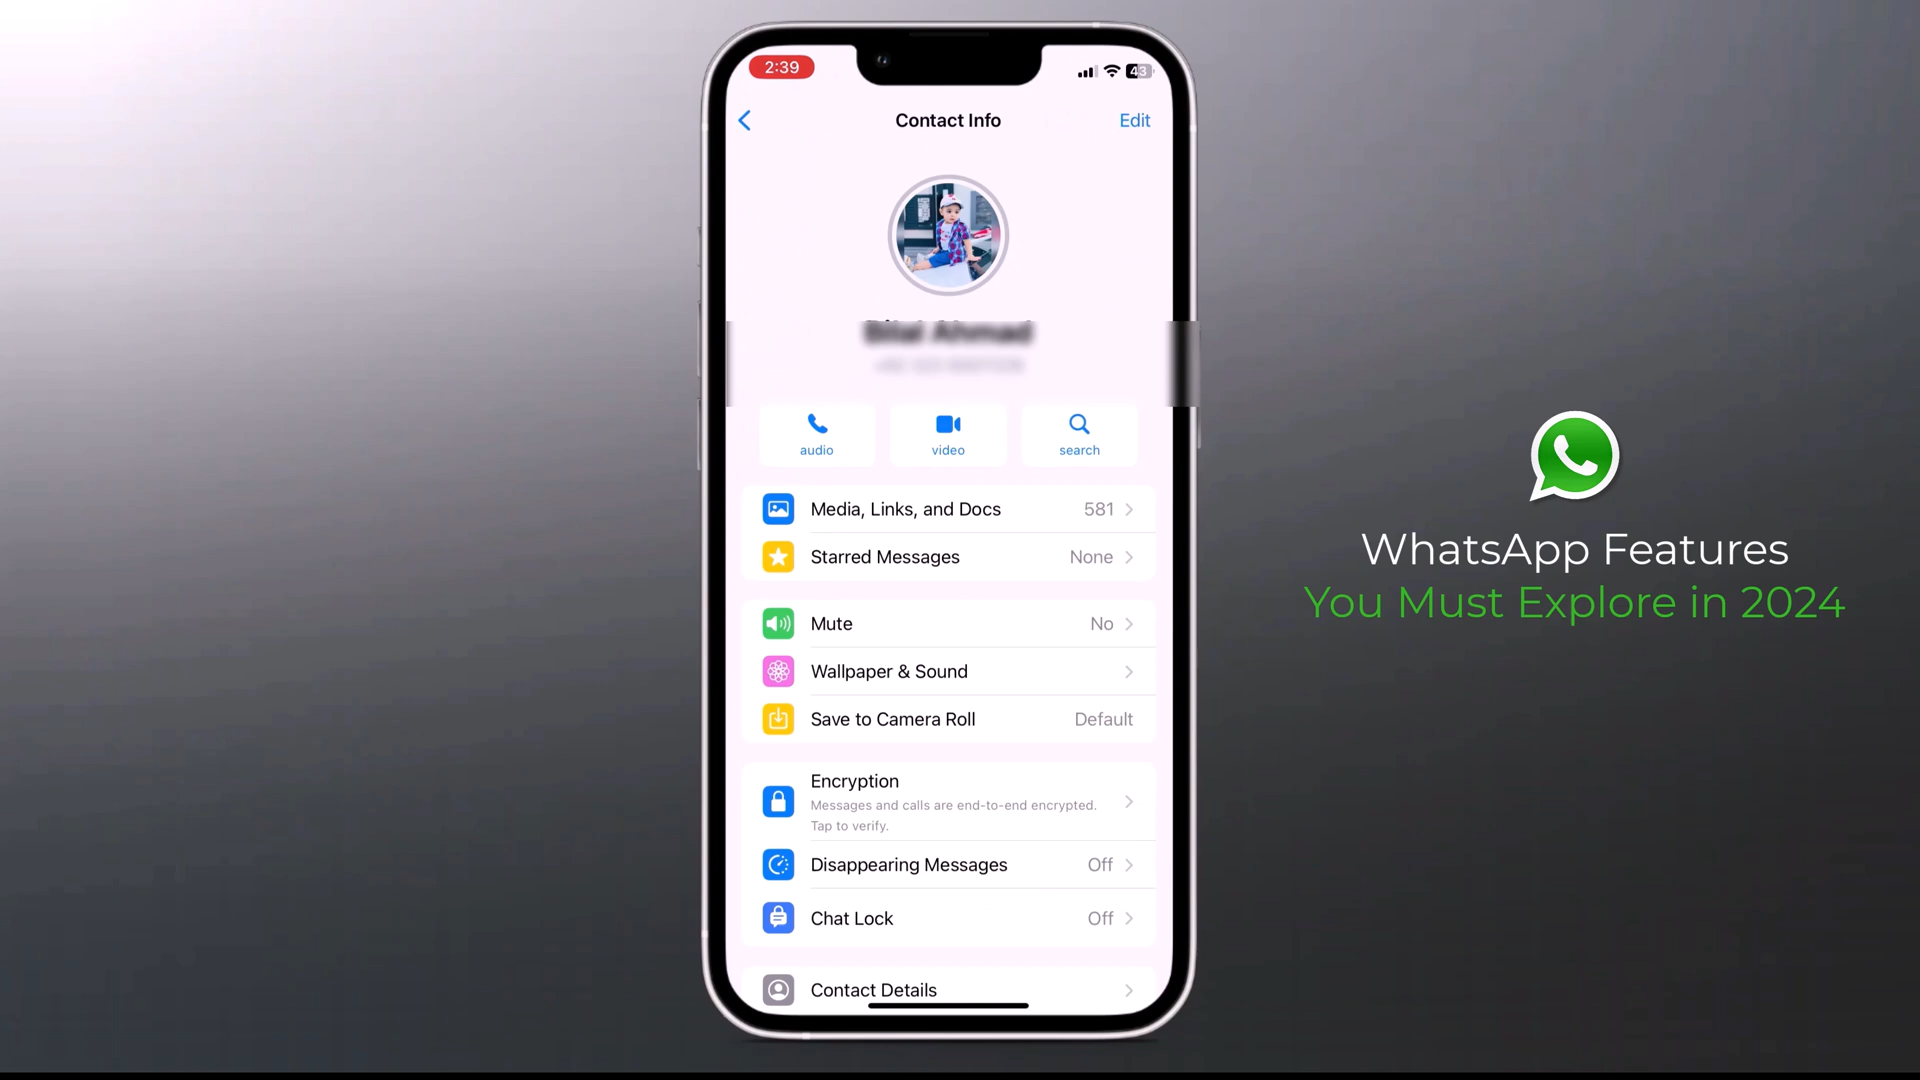 2:39
43
Contact Info
Edit
audio
video
search
Media, Links, and Docs
581
Starred Messages
None
Mute
No
Wallpaper & Sound
Save to Camera Roll
Default
Encryption
Messages and calls are end-to-end encrypted.
Tap to verify.
Disappearing Messages
Off
Chat Lock
Off
Contact Details
WhatsApp Features
You Must Explore in 2024